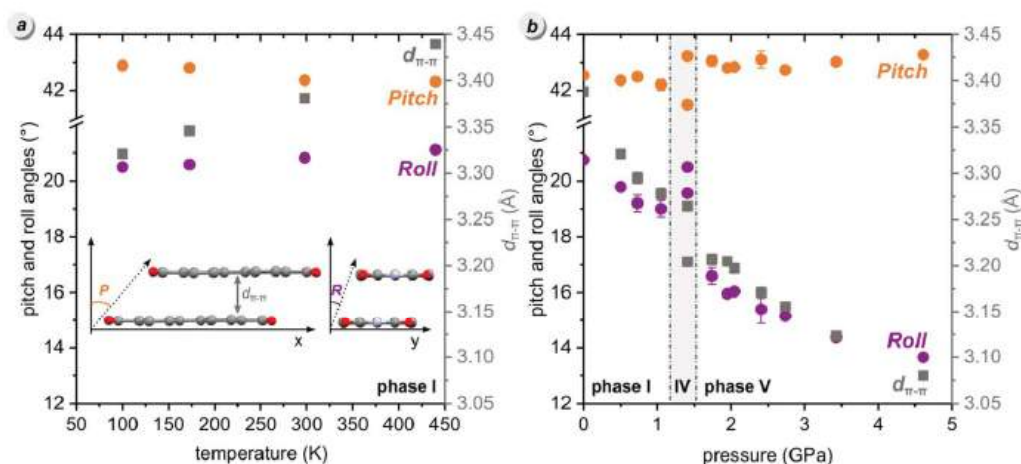 a
44
42
20
18
16
14
12
pitch and roll angles (°)
50 100 150 200 250 300 350 400 450
temperature (K)
3.45
3.40
3.35
3.30
3.25
3.20
3.15
3.10
3.05
dπ-π (Å)
dπ-π
Pitch
Roll
P
dπ-π
x
R
y
phase I
b
44
42
20
18
16
14
12
pitch and roll angles (°)
0 1 2 3 4 5
pressure (GPa)
3.45
3.40
3.35
3.30
3.25
3.20
3.15
3.10
3.05
dπ-π (Å)
Pitch
Roll
dπ-π
phase I IV phase V